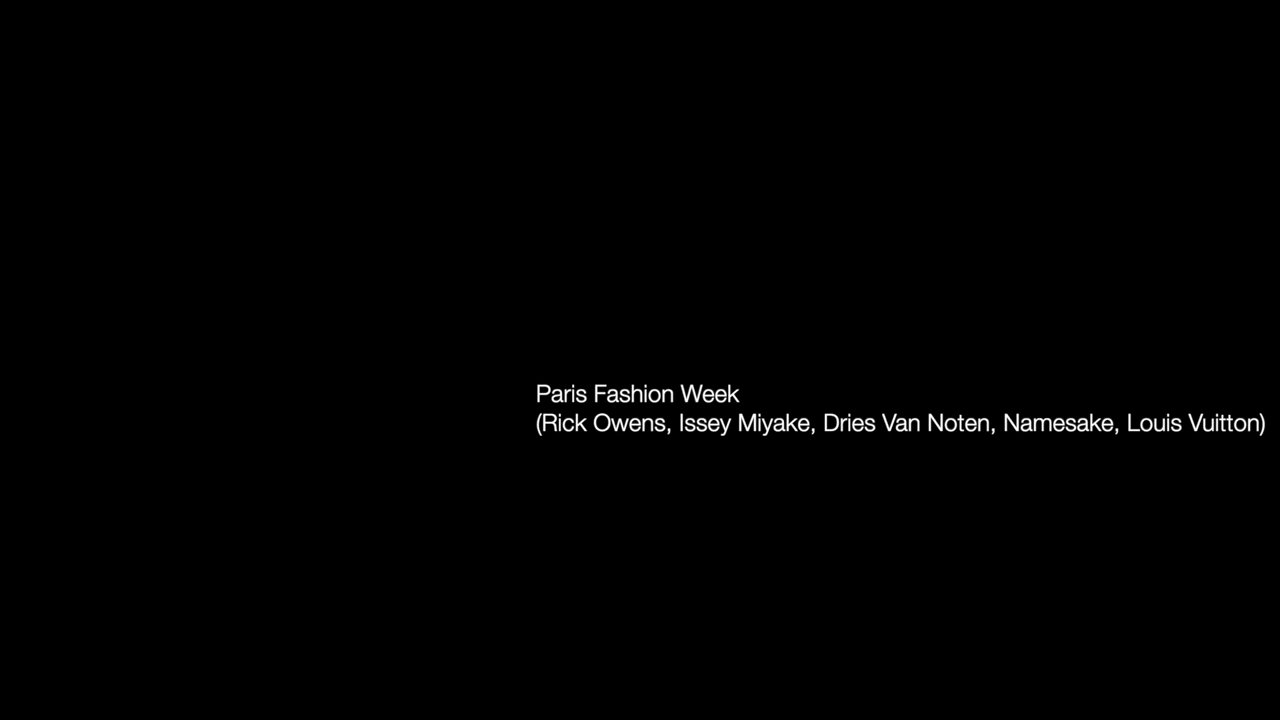 Paris Fashion Week
(Rick Owens, Issey Miyake, Dries Van Noten, Namesake, Louis Vuitton)